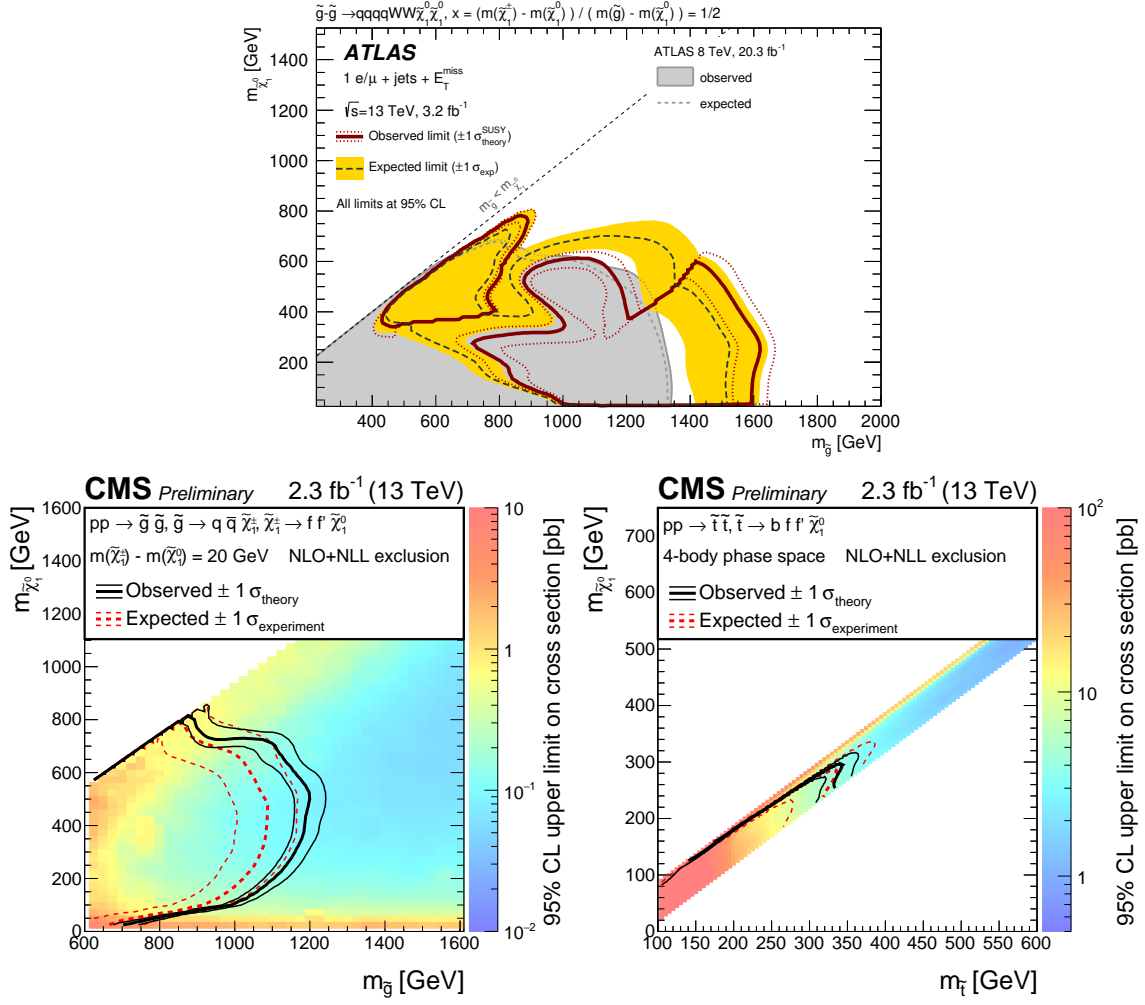 g̃-g̃ →qqqqWWχ̃₁⁰χ̃₁⁰, x = (m(χ̃₁^±) - m(χ̃₁⁰) ) / ( m(g̃) - m(χ̃₁⁰) ) = 1/2
m_χ̃₁⁰ [GeV]
ATLAS
1 e/μ + jets + E_T^miss
√s=13 TeV, 3.2 fb⁻¹
Observed limit (±1 σ_theory^SUSY)
Expected limit (±1 σ_exp)
All limits at 95% CL
ATLAS 8 TeV, 20.3 fb⁻¹
observed
expected
m_g̃ < m_χ̃₁⁰
1400
1200
1000
800
600
400
200
400 600 800 1000 1200 1400 1600 1800 2000
m_g̃ [GeV]
CMS Preliminary 2.3 fb⁻¹ (13 TeV)
pp → g̃ g̃, g̃ → q q̄ χ̃₁^±, χ̃₁^± → f f' χ̃₁⁰
m(χ̃₁^±) - m(χ̃₁⁰) = 20 GeV NLO+NLL exclusion
Observed ± 1 σ_theory
Expected ± 1 σ_experiment
m_χ̃₁⁰ [GeV]
1600
1400
1200
1000
800
600
400
200
0
600 800 1000 1200 1400 1600
m_g̃ [GeV]
10
1
10⁻¹
10⁻²
95% CL upper limit on cross section [pb]
CMS Preliminary 2.3 fb⁻¹ (13 TeV)
pp → t̃ t̃, t̃ → b f f' χ̃₁⁰
4-body phase space NLO+NLL exclusion
Observed ± 1 σ_theory
Expected ± 1 σ_experiment
m_χ̃₁⁰ [GeV]
700
600
500
400
300
200
100
0
100 150 200 250 300 350 400 450 500 550 600
m_t̃ [GeV]
10²
10
1
95% CL upper limit on cross section [pb]